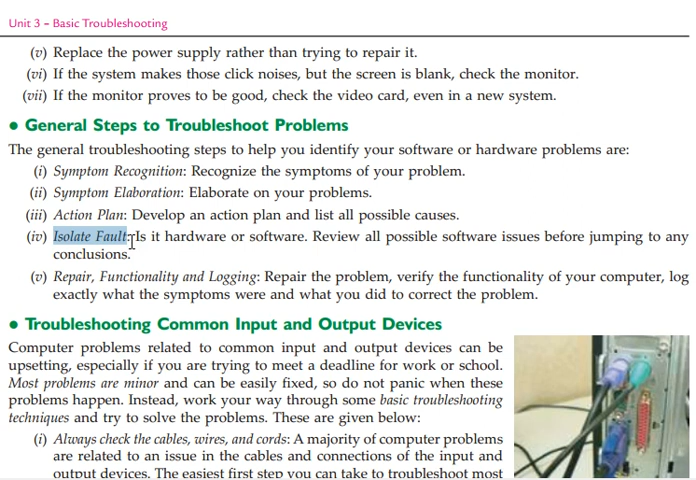 Unit 3 – Basic Troubleshooting
(v) Replace the power supply rather than trying to repair it.
(vi) If the system makes those click noises, but the screen is blank, check the monitor.
(vii) If the monitor proves to be good, check the video card, even in a new system.
• General Steps to Troubleshoot Problems
The general troubleshooting steps to help you identify your software or hardware problems are:
(i) Symptom Recognition: Recognize the symptoms of your problem.
(ii) Symptom Elaboration: Elaborate on your problems.
(iii) Action Plan: Develop an action plan and list all possible causes.
(iv) Isolate Fault: Is it hardware or software. Review all possible software issues before jumping to any
conclusions.
(v) Repair, Functionality and Logging: Repair the problem, verify the functionality of your computer, log
exactly what the symptoms were and what you did to correct the problem.
• Troubleshooting Common Input and Output Devices
Computer problems related to common input and output devices can be
upsetting, especially if you are trying to meet a deadline for work or school.
Most problems are minor and can be easily fixed, so do not panic when these
problems happen. Instead, work your way through some basic troubleshooting
techniques and try to solve the problems. These are given below:
(i) Always check the cables, wires, and cords: A majority of computer problems
are related to an issue in the cables and connections of the input and
output devices. The easiest first step you can take to troubleshoot most